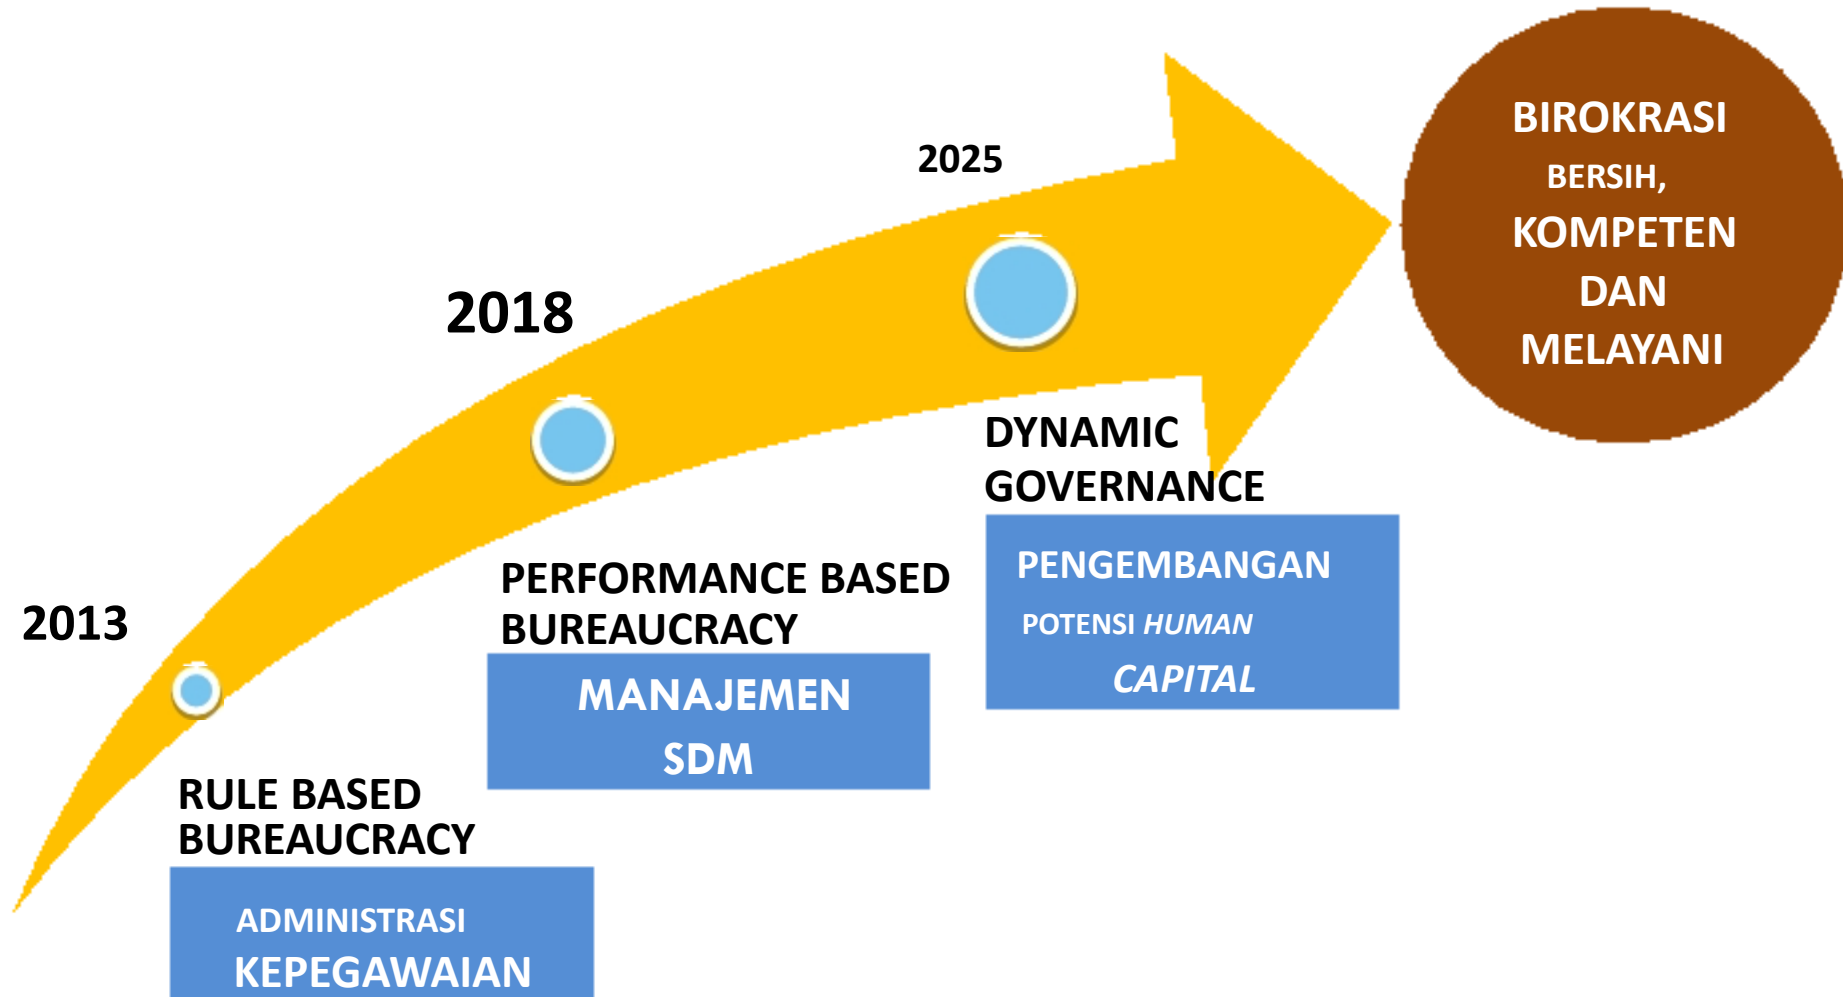 2013
RULE BASED
BUREAUCRACY
ADMINISTRASI
KEPEGAWAIAN
2018
PERFORMANCE BASED
BUREAUCRACY
MANAJEMEN
SDM
2025
DYNAMIC
GOVERNANCE
PENGEMBANGAN
POTENSI HUMAN
CAPITAL
BIROKRASI
BERSIH,
KOMPETEN
DAN
MELAYANI